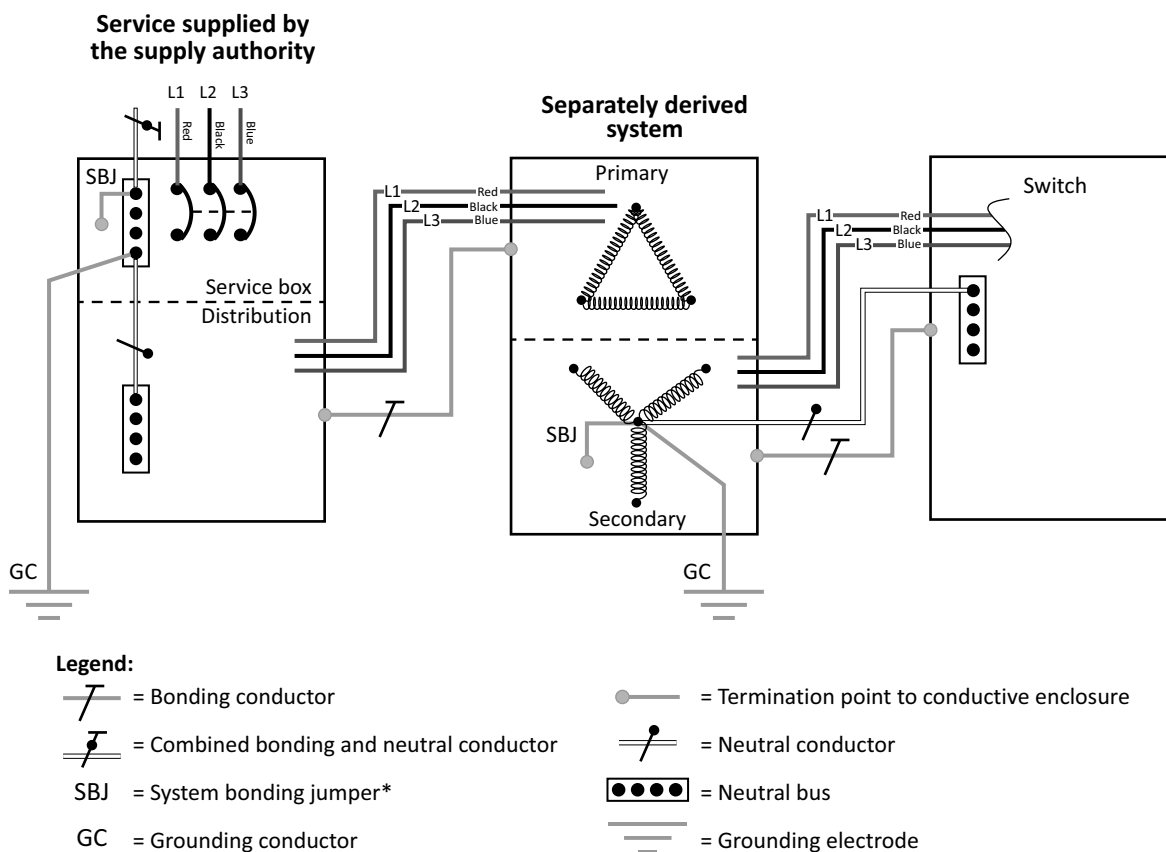 Service supplied by
the supply authority
L1 L2 L3
Red Black Blue
SBJ
Service box
Distribution
GC
Separately derived
system
Primary
L1 Red
L2 Black
L3 Blue
SBJ
Secondary
GC
Switch
L1 Red
L2 Black
L3 Blue
Legend:
= Bonding conductor
= Combined bonding and neutral conductor
SBJ = System bonding jumper*
GC = Grounding conductor
= Termination point to conductive enclosure
= Neutral conductor
= Neutral bus
= Grounding electrode